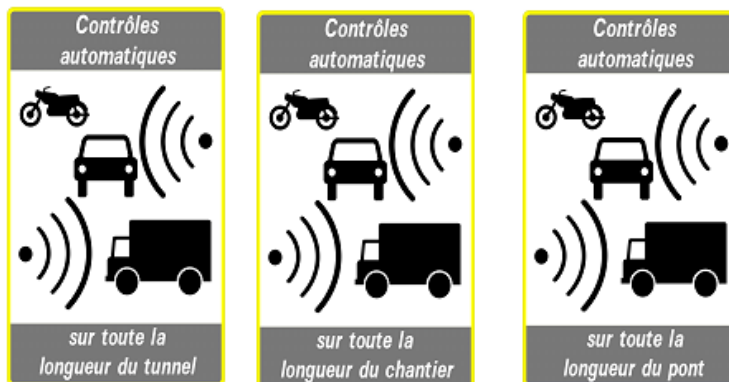 Contrôles
automatiques
sur toute la
longueur du tunnel
Contrôles
automatiques
sur toute la
longueur du chantier
Contrôles
automatiques
sur toute la
longueur du pont